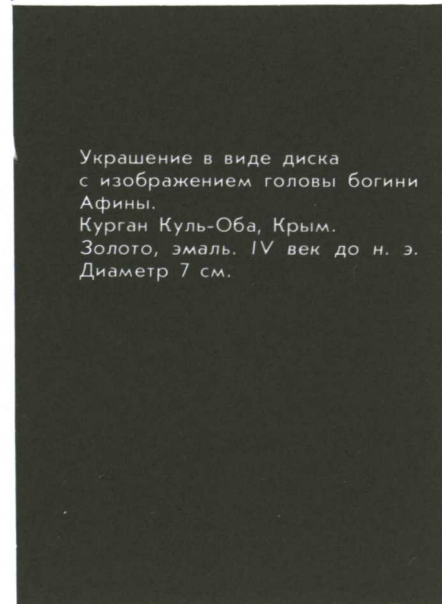 Украшение в виде диска
с изображением головы богини
Афины.
Курган Куль-Оба, Крым.
Золото, эмаль. IV век до н. э.
Диаметр 7 см.